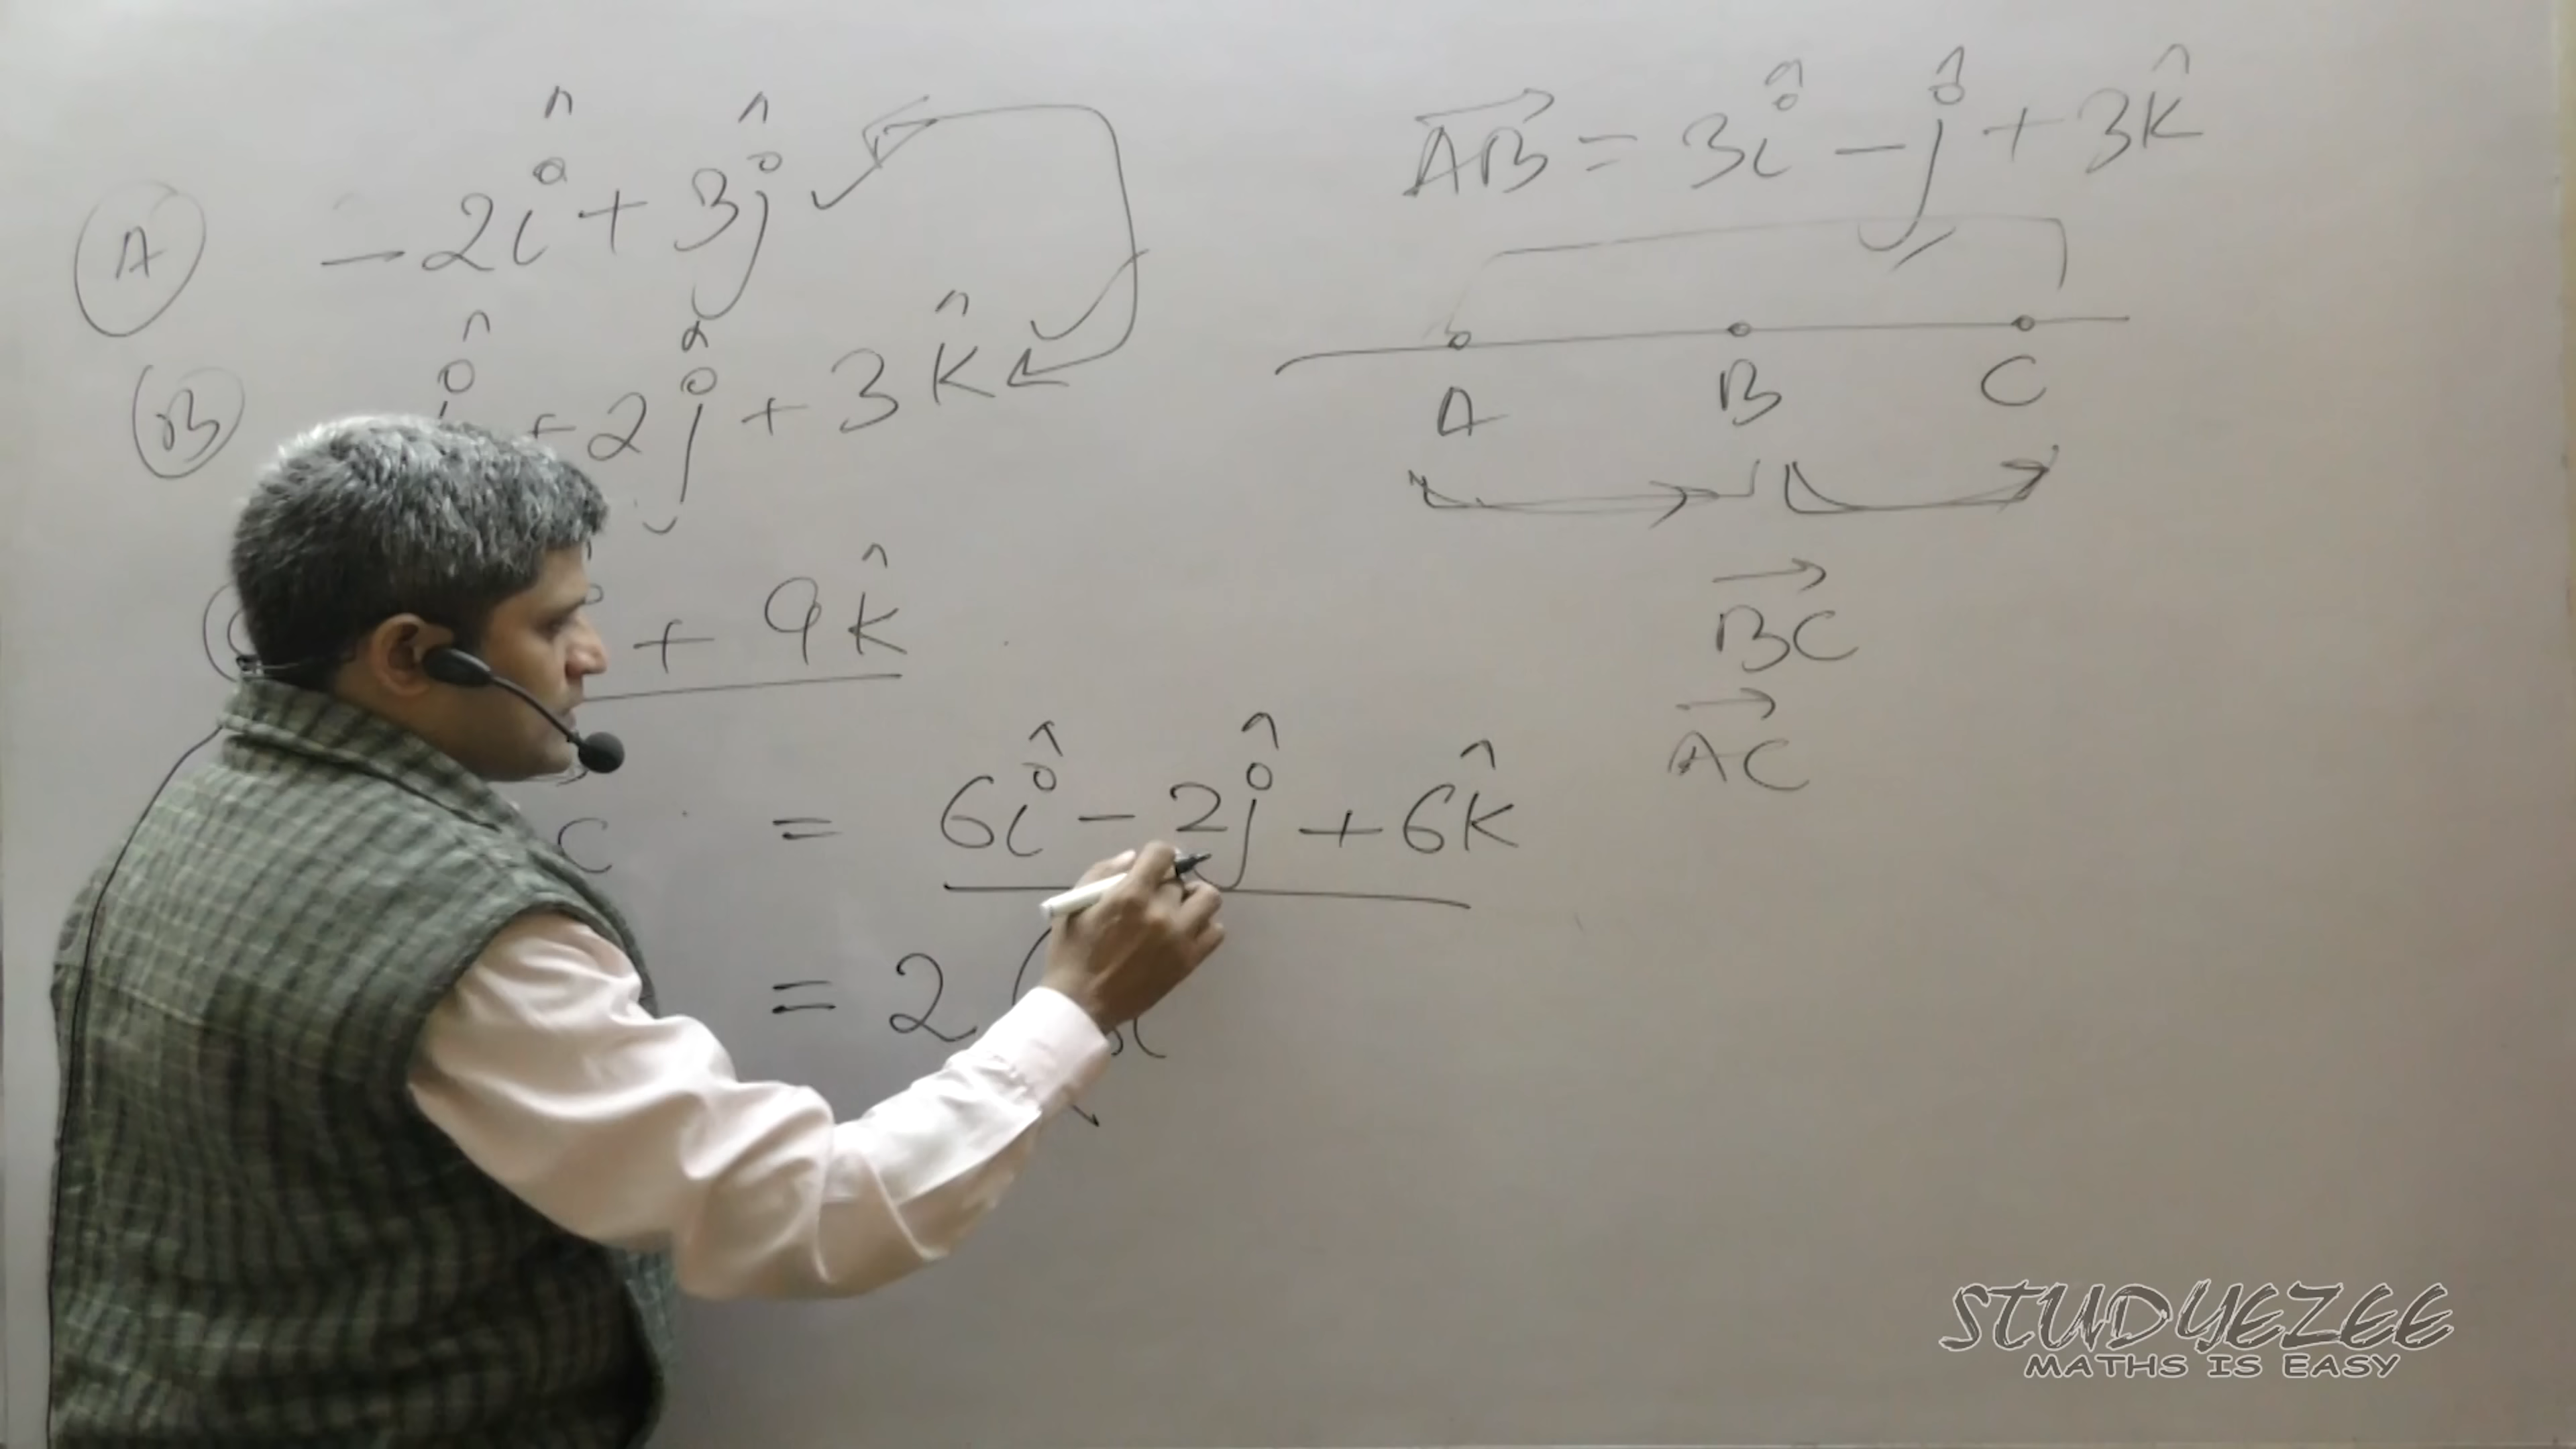 (A) -2î + 3ĵ
(B) + 2ĵ + 3k̂
+ 9k̂
C = 6î - 2ĵ + 6k̂
= 2 (
AB⃗ = 3î - ĵ + 3k̂
A B C
BC⃗
AC⃗
STUDYEZEE
MATHS IS EASY